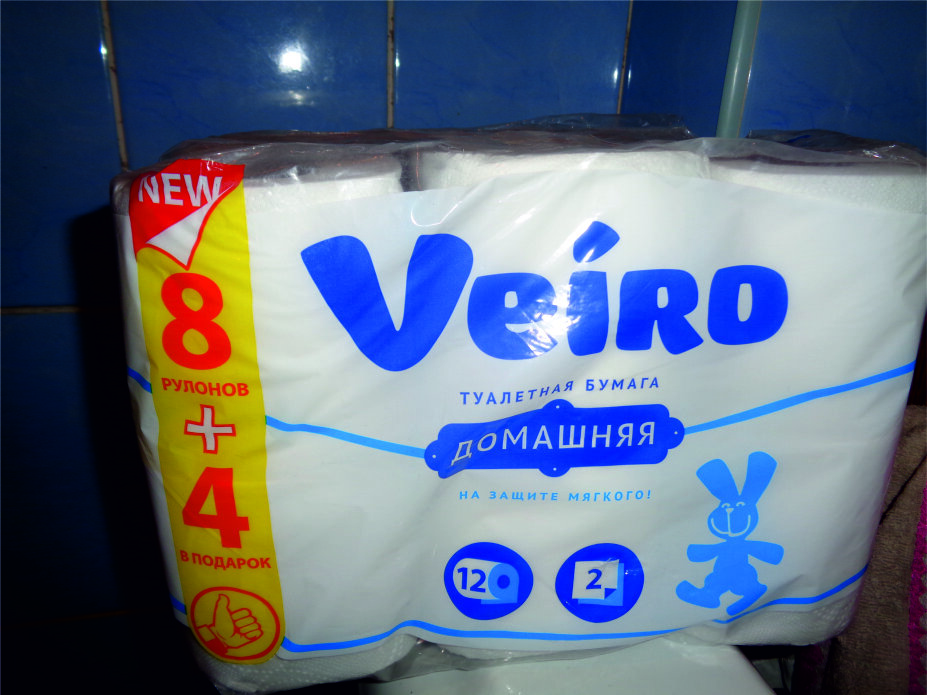 NEW
8
РУЛОНОВ
+
4
В ПОДАРОК
Veiro
ТУАЛЕТНАЯ БУМАГА
ДОМАШНЯЯ
НА ЗАЩИТЕ МЯГКОГО!
12
2